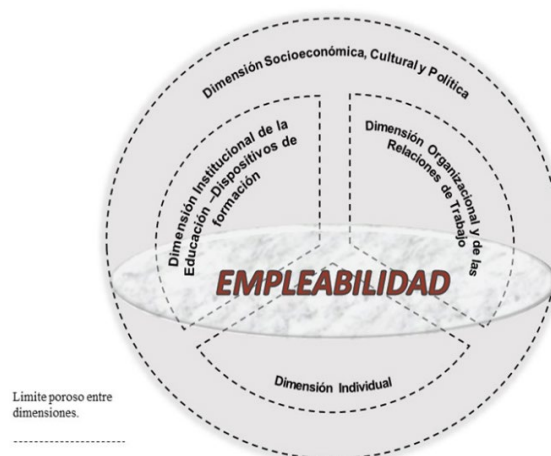 Dimensión Socioeconómica, Cultural y Política
Dimensión Institucional de la
Educación –Dispositivos de
formación
Dimensión Organizacional y de las
Relaciones de Trabajo
EMPLEABILIDAD
Dimensión Individual
Limite poroso entre
dimensiones.